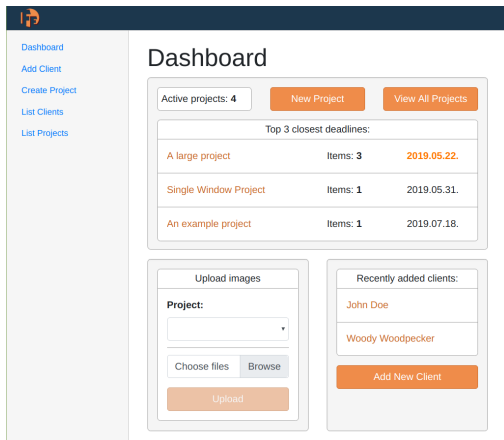 Dashboard
Add Client
Create Project
List Clients
List Projects
Dashboard
Active projects: 4
New Project
View All Projects
Top 3 closest deadlines:
A large project Items: 3 2019.05.22.
Single Window Project Items: 1 2019.05.31.
An example project Items: 1 2019.07.18.
Upload images
Project:
Choose files Browse
Upload
Recently added clients:
John Doe
Woody Woodpecker
Add New Client